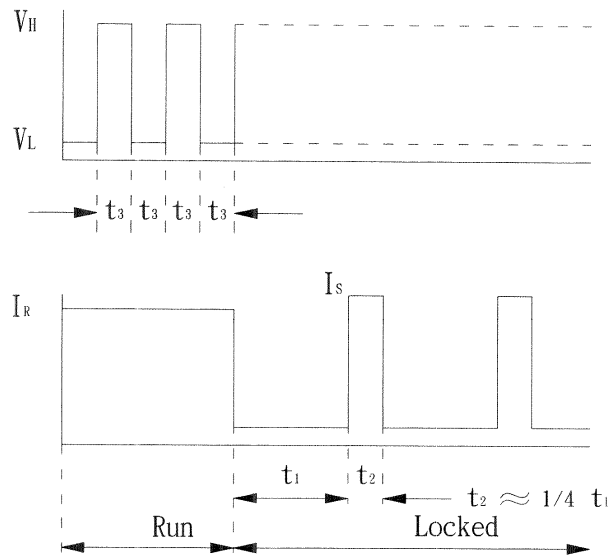 VH
VL
t3 t3 t3 t3
IR
IS
t1 t2 t2 ≈ 1/4 t1
Run Locked